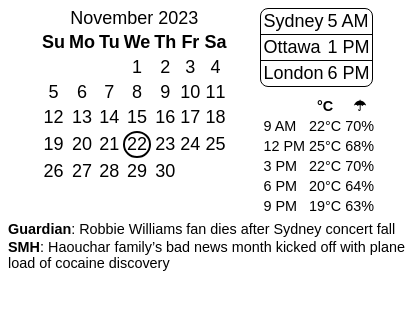 November 2023
Su Mo Tu We Th Fr Sa
1 2 3 4
5 6 7 8 9 10 11
12 13 14 15 16 17 18
19 20 21 22 23 24 25
26 27 28 29 30
Sydney 5 AM
Ottawa 1 PM
London 6 PM
°C ☂
9 AM 22°C 70%
12 PM 25°C 68%
3 PM 22°C 70%
6 PM 20°C 64%
9 PM 19°C 63%
Guardian: Robbie Williams fan dies after Sydney concert fall
SMH: Haouchar family’s bad news month kicked off with plane
load of cocaine discovery